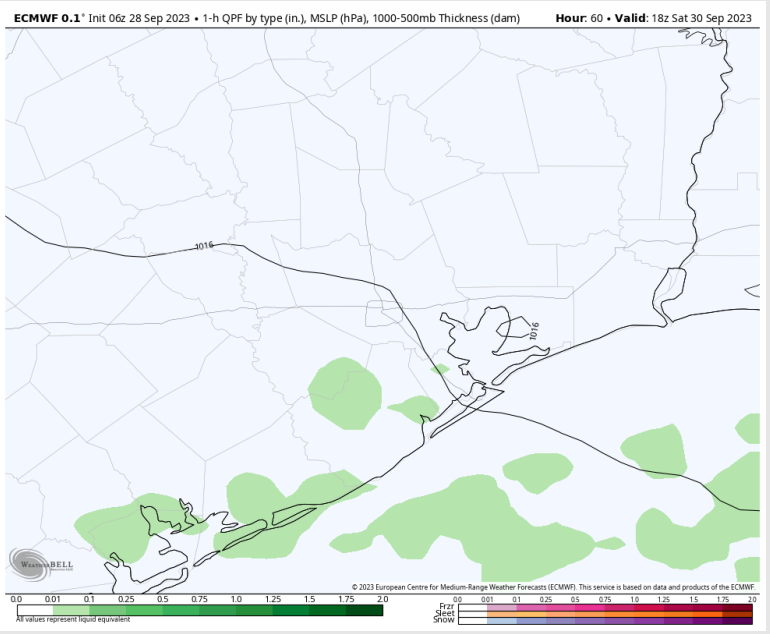 ECMWF 0.1° Init 06z 28 Sep 2023 • 1-h QPF by type (in.), MSLP (hPa), 1000-500mb Thickness (dam) Hour: 60 • Valid: 18z Sat 30 Sep 2023
1016
1016
WEATHERBELL
© 2023 European Centre for Medium-Range Weather Forecasts (ECMWF). This service is based on data and products of the ECMWF.
0.0 0.01 0.1 0.25 0.5 0.75 1.0 1.25 1.5 1.75 2.0
All values represent liquid equivalent
0.0 0.01 0.1 0.25 0.5 0.75 1.0 1.25 1.5 1.75 2.0
Frzr
Sleet
Snow